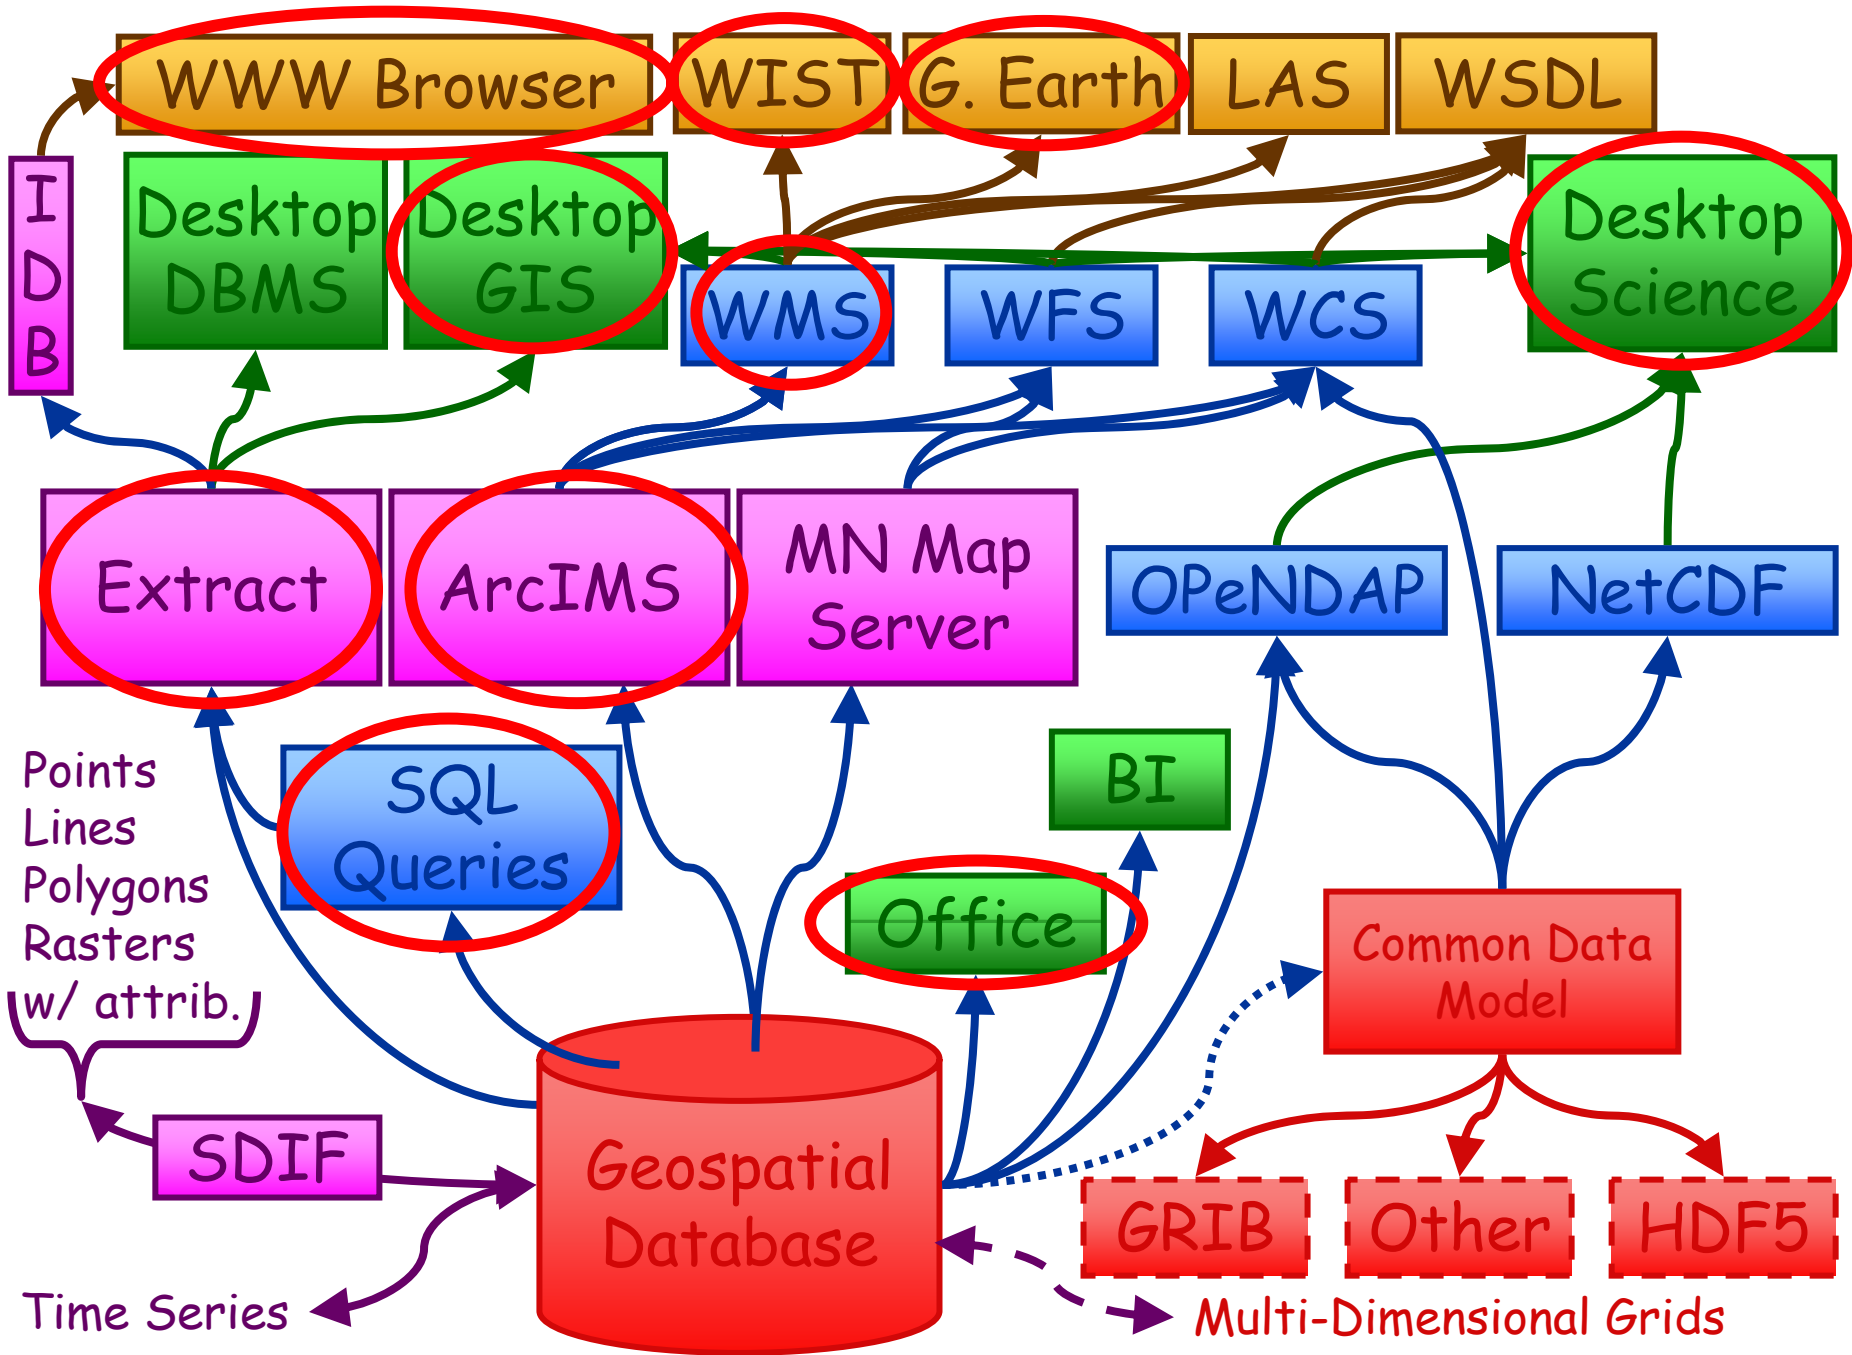 WWW Browser
WIST
G. Earth
LAS
WSDL
I
D
B
Desktop
DBMS
Desktop
GIS
WMS
WFS
WCS
Desktop
Science
Extract
ArcIMS
MN Map
Server
OPeNDAP
NetCDF
Points
Lines
Polygons
Rasters
w/ attrib.
SQL
Queries
BI
Office
Common Data
Model
SDIF
Geospatial
Database
GRIB
Other
HDF5
Time Series
Multi-Dimensional Grids